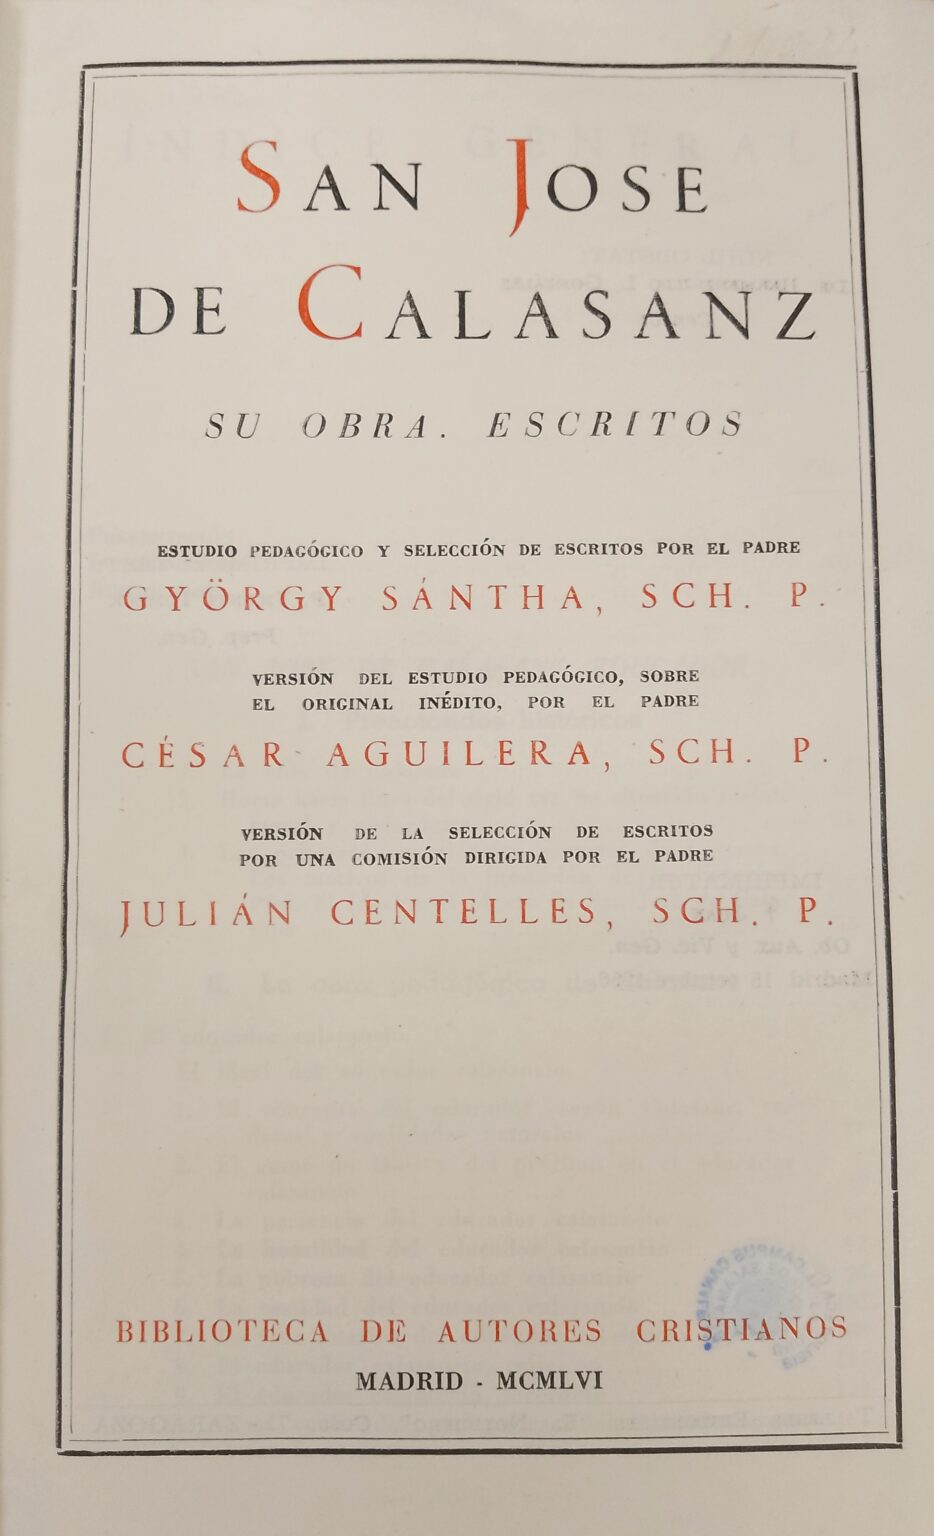 SAN JOSE
DE CALASANZ
SU OBRA. ESCRITOS
ESTUDIO PEDAGÓGICO Y SELECCIÓN DE ESCRITOS POR EL PADRE
GYÖRGY SÁNTHA, SCH. P.
VERSIÓN DEL ESTUDIO PEDAGÓGICO, SOBRE
EL ORIGINAL INÉDITO, POR EL PADRE
CÉSAR AGUILERA, SCH. P.
VERSIÓN DE LA SELECCIÓN DE ESCRITOS
POR UNA COMISIÓN DIRIGIDA POR EL PADRE
JULIÁN CENTELLES, SCH. P.
BIBLIOTECA DE AUTORES CRISTIANOS
MADRID - MCMLVI